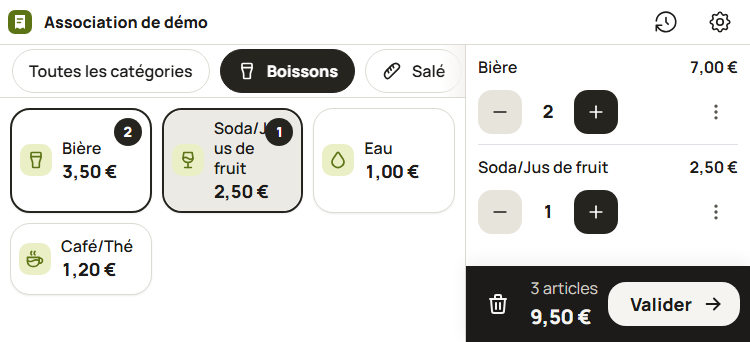 Association de démo
Toutes les catégories
Boissons
Salé
Bière
3,50 €
2
Soda/J
us de
fruit
2,50 €
1
Eau
1,00 €
Café/Thé
1,20 €
Bière
7,00 €
2
Soda/Jus de fruit
2,50 €
1
3 articles
9,50 €
Valider